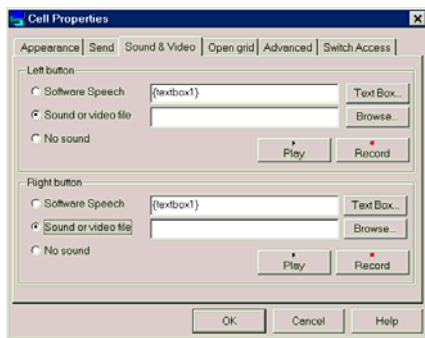 Cell Properties
Appearance Send Sound & Video Open grid Advanced Switch Access
Left button
Software Speech {textbox1} Text Box...
Sound or video file Browse...
No sound Play Record
Right button
Software Speech {textbox1} Text Box...
Sound or video file Browse...
No sound Play Record
OK Cancel Help